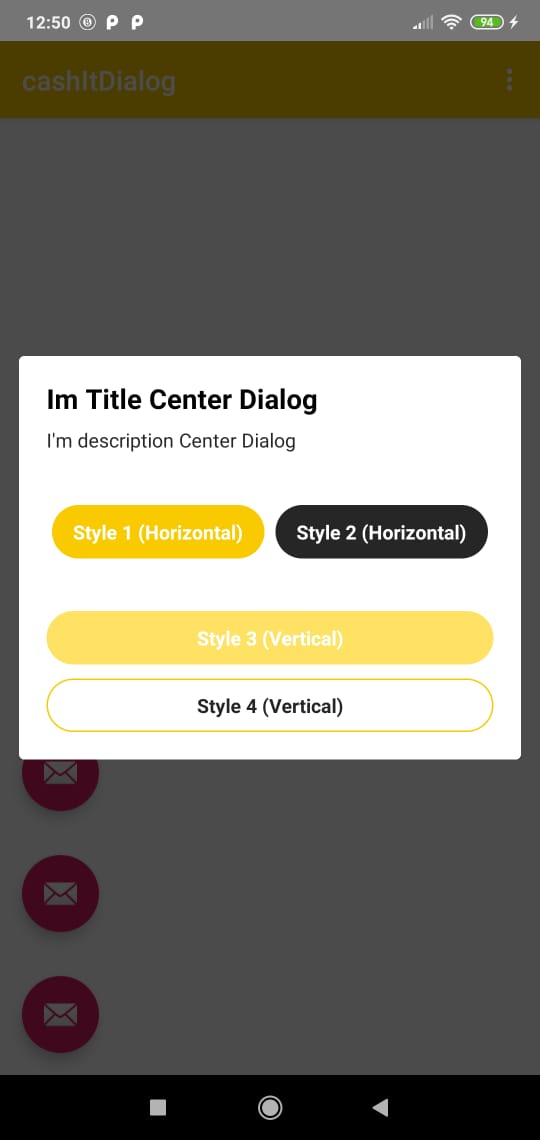 12:50
94
cashItDialog
Im Title Center Dialog
I'm description Center Dialog
Style 1 (Horizontal) Style 2 (Horizontal)
Style 3 (Vertical)
Style 4 (Vertical)